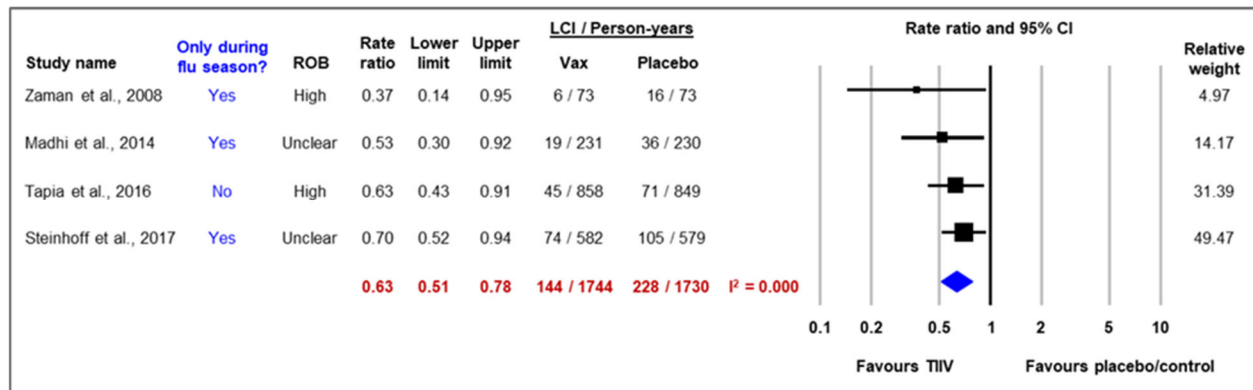 LCI / Person-years Rate ratio and 95% CI
Study name Only during flu season? ROB Rate ratio Lower limit Upper limit Vax Placebo Relative weight
Zaman et al., 2008 Yes High 0.37 0.14 0.95 6 / 73 16 / 73 4.97
Madhi et al., 2014 Yes Unclear 0.53 0.30 0.92 19 / 231 36 / 230 14.17
Tapia et al., 2016 No High 0.63 0.43 0.91 45 / 858 71 / 849 31.39
Steinhoff et al., 2017 Yes Unclear 0.70 0.52 0.94 74 / 582 105 / 579 49.47
0.63 0.51 0.78 144 / 1744 228 / 1730 I² = 0.000
0.1 0.2 0.5 1 2 5 10
Favours TIIV Favours placebo/control